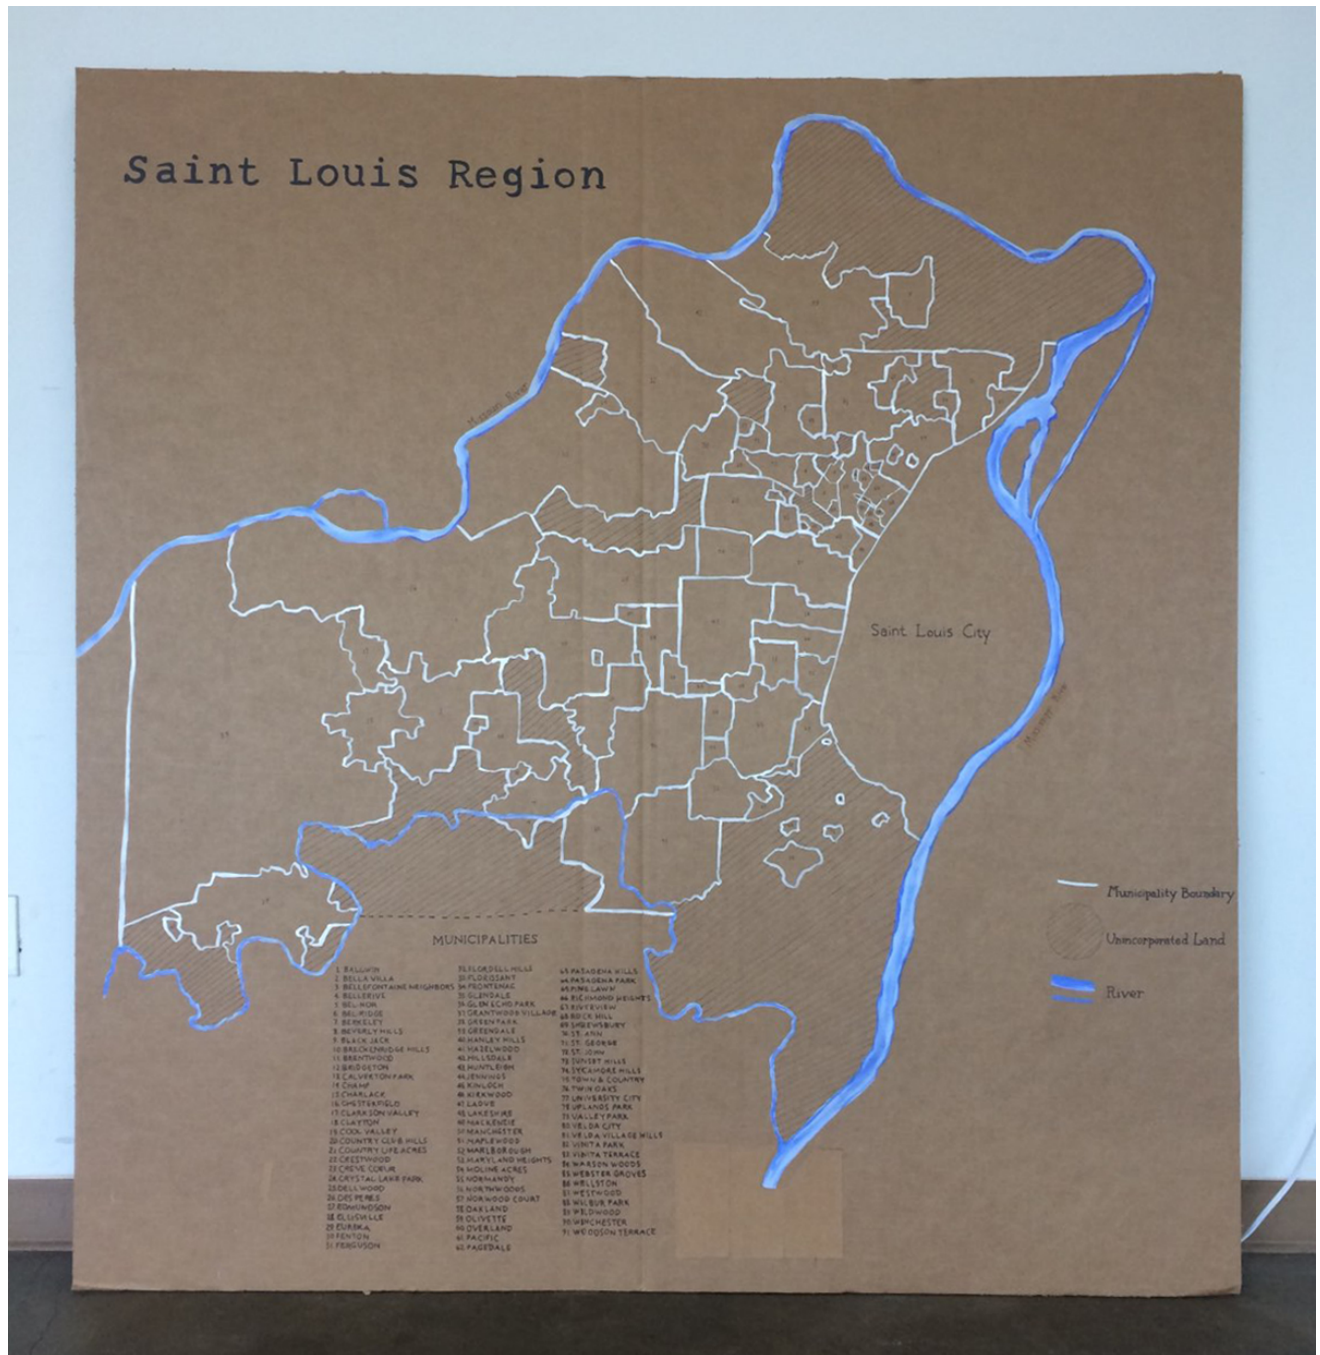 Saint Louis Region
Missouri River
Saint Louis City
Mississippi River
Municipality Boundary
Unincorporated Land
River
MUNICIPALITIES
1 BALLWIN
2 BELLA VILLA
3 BELLEFONTAINE NEIGHBORS
4 BELLERIVE
5 BEL-NOR
6 BEL-RIDGE
7 BERKELEY
8 BEVERLY HILLS
9 BLACK JACK
10 BRECKENRIDGE HILLS
11 BRENTWOOD
12 BRIDGETON
13 CALVERTON PARK
14 CHAMP
15 CHARLACK
16 CHESTERFIELD
17 CLARKSON VALLEY
18 CLAYTON
19 COOL VALLEY
20 COUNTRY CLUB HILLS
21 COUNTRY LIFE ACRES
22 CRESTWOOD
23 CREVE COEUR
24 CRYSTAL LAKE PARK
25 DELLWOOD
26 DES PERES
27 EDMUNDSON
28 ELLISVILLE
29 EUREKA
30 FENTON
31 FERGUSON
32 FLORDELL HILLS
33 FLORISSANT
34 FRONTENAC
35 GLENDALE
36 GLEN ECHO PARK
37 GRANTWOOD VILLAGE
38 GREEN PARK
39 GREENDALE
40 HANLEY HILLS
41 HAZELWOOD
42 HILLSDALE
43 HUNTLEIGH
44 JENNINGS
45 KINLOCH
46 KIRKWOOD
47 LADUE
48 LAKESHIRE
49 MACKENZIE
50 MANCHESTER
51 MAPLEWOOD
52 MARLBOROUGH
53 MARYLAND HEIGHTS
54 MOLINE ACRES
55 NORMANDY
56 NORTHWOODS
57 NORWOOD COURT
58 OAKLAND
59 OLIVETTE
60 OVERLAND
61 PACIFIC
62 PAGEDALE
63 PASADENA HILLS
64 PASADENA PARK
65 PINE LAWN
66 RICHMOND HEIGHTS
67 RIVERVIEW
68 ROCK HILL
69 SHREWSBURY
70 ST. ANN
71 ST. GEORGE
72 ST. JOHN
73 SUNSET HILLS
74 SYCAMORE HILLS
75 TOWN & COUNTRY
76 TWIN OAKS
77 UNIVERSITY CITY
78 UPLANDS PARK
79 VALLEY PARK
80 VELDA CITY
81 VELDA VILLAGE HILLS
82 VINITA PARK
83 VINITA TERRACE
84 WARSON WOODS
85 WEBSTER GROVES
86 WELLSTON
87 WESTWOOD
88 WILBUR PARK
89 WILDWOOD
90 WINCHESTER
91 WOODSON TERRACE